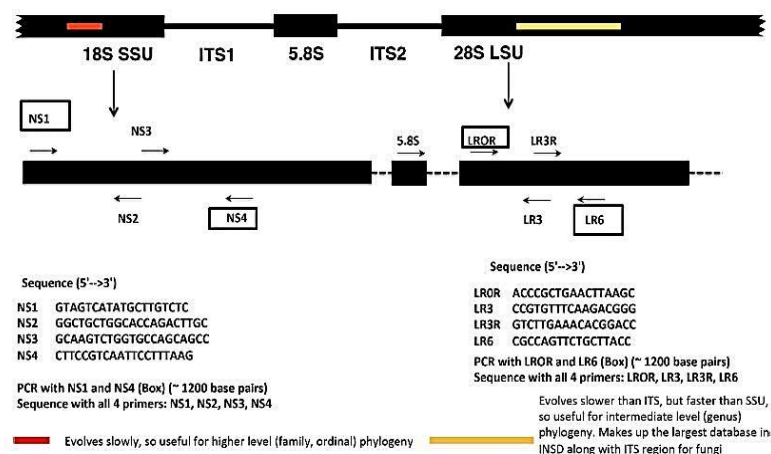 18S SSU ITS1 5.8S ITS2 28S LSU
NS1
NS3
5.8S
LROR
LR3R
NS2
NS4
LR3
LR6
Sequence (5'-->3')
NS1 GTAGTCATATGCTTGTCTC
NS2 GGCTGCTGGCACCAGACTTGC
NS3 GCAAGTCTGGTGCCAGCAGCC
NS4 CTTCCGTCAATTCCTTTAAG
PCR with NS1 and NS4 (Box) (~ 1200 base pairs)
Sequence with all 4 primers: NS1, NS2, NS3, NS4
Sequence (5'-->3')
LR0R ACCCGCTGAACTTAAGC
LR3 CCGTGTTTCAAGACGGG
LR3R GTCTTGAAACACGGACC
LR6 CGCCAGTTCTGCTTACC
PCR with LROR and LR6 (Box) (~ 1200 base pairs)
Sequence with all 4 primers: LROR, LR3, LR3R, LR6
Evolves slowly, so useful for higher level (family, ordinal) phylogeny
Evolves slower than ITS, but faster than SSU,
so useful for intermediate level (genus)
phylogeny. Makes up the largest database in
INSD along with ITS region for fungi